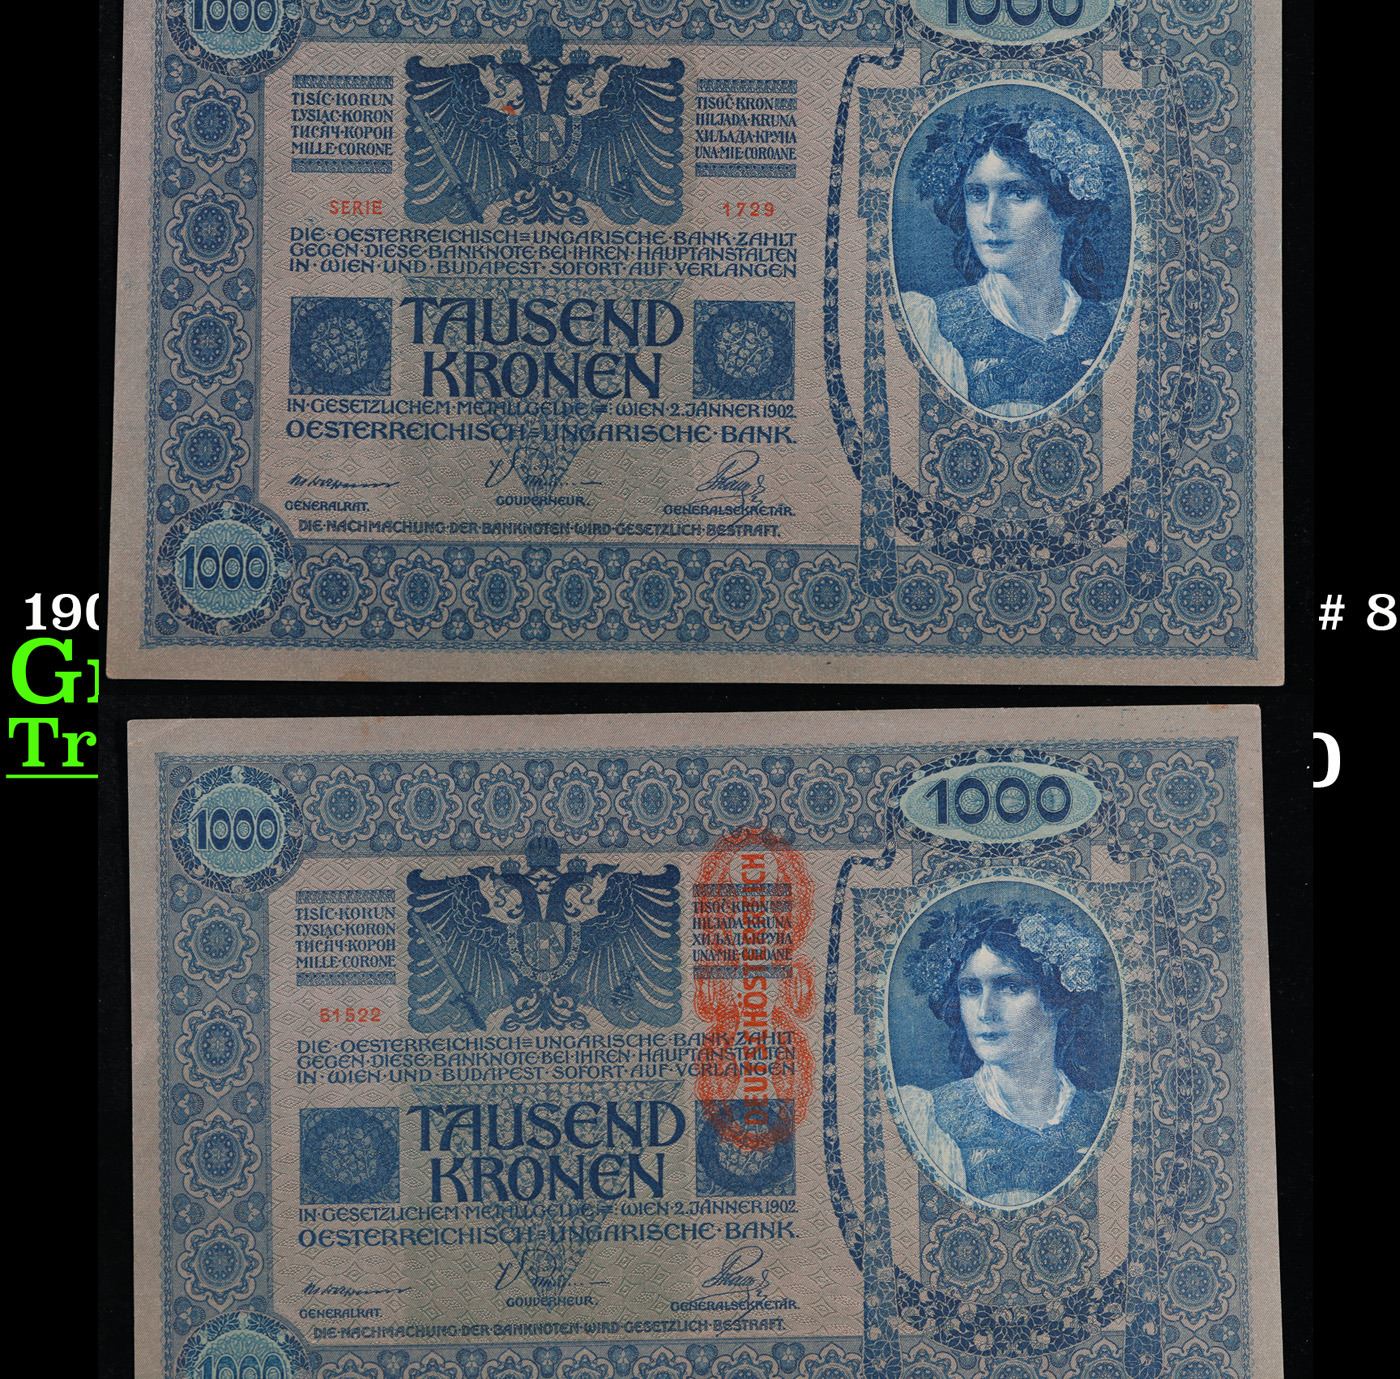 1000
1000
TISÍC·KORUN
TYSIĄC·KORON
ТИСЯЧ·КОРОН
MILLE·CORONE
TISOČ·KRON
HILJADA·KRUNA
ХИЉАДА·КРУНА
UNA·MIE·COROANE
SERIE
1729
DIE·OESTERREICHISCH=UNGARISCHE·BANK·ZAHLT
GEGEN·DIESE·BANKNOTE·BEI·IHREN·HAUPTANSTALTEN
IN·WIEN·UND·BUDAPEST·SOFORT·AUF·VERLANGEN
TAUSEND
KRONEN
IN·GESETZLICHEM·METALLGELDE=:WIEN·2.JÄNNER 1902.
OESTERREICHISCH=UNGARISCHE·BANK.
GENERALRAT.
GOUVERNEUR.
GENERALSEKRETÄR.
DIE·NACHMACHUNG·DER·BANKNOTEN·WIRD·GESETZLICH·BESTRAFT.
1000
190
# 8
Tr
1000
1000
TISÍC·KORUN
TYSIĄC·KORON
ТИСЯЧ·КОРОН
MILLE·CORONE
TISOČ·KRON
HILJADA·KRUNA
ХИЉАДА·КРУНА
UNA·MIE·COROANE
DEUTSCHÖSTERREICH
51522
DIE·OESTERREICHISCH=UNGARISCHE·BANK·ZAHLT
GEGEN·DIESE·BANKNOTE·BEI·IHREN·HAUPTANSTALTEN
IN·WIEN·UND·BUDAPEST·SOFORT·AUF·VERLANGEN
TAUSEND
KRONEN
IN·GESETZLICHEM·METALLGELDE=:WIEN·2.JÄNNER 1902.
OESTERREICHISCH=UNGARISCHE·BANK.
GENERALRAT.
GOUVERNEUR.
GENERALSEKRETÄR.
DIE·NACHMACHUNG·DER·BANKNOTEN·WIRD·GESETZLICH·BESTRAFT.
1000